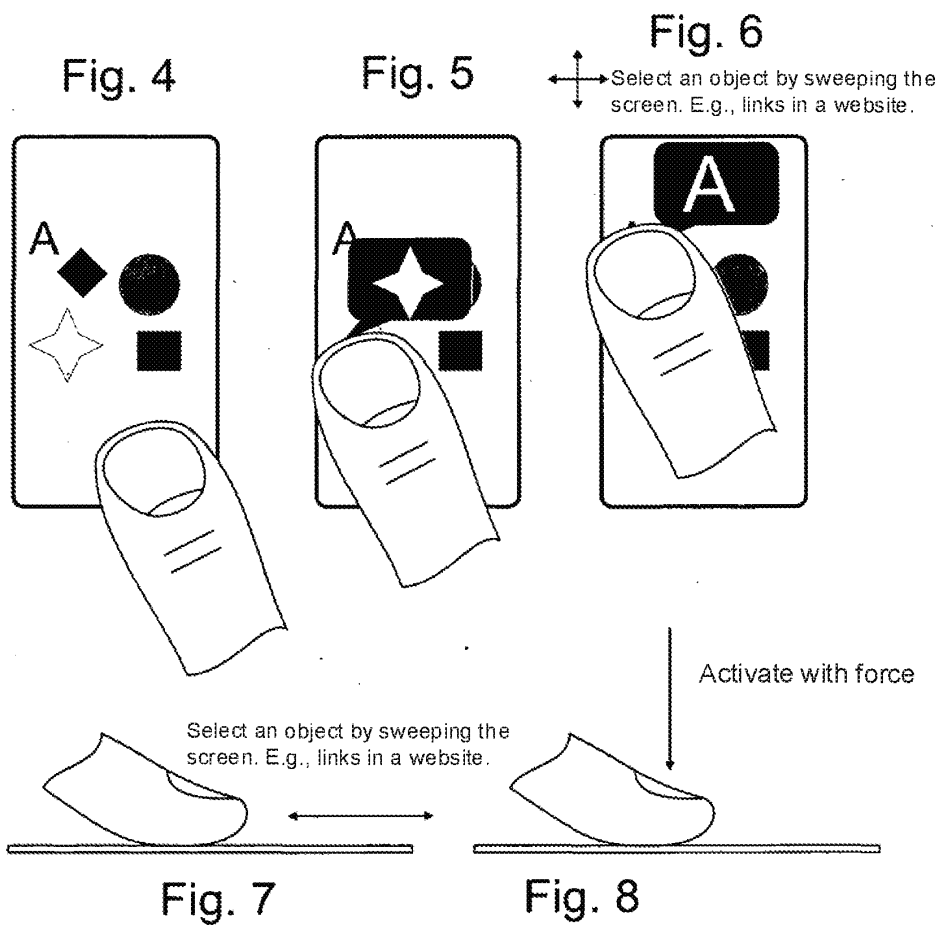 Fig. 4
Fig. 5
Fig. 6
Select an object by sweeping the
screen. E.g., links in a website.
A
A
A
Activate with force
Select an object by sweeping the
screen. E.g., links in a website.
Fig. 7
Fig. 8